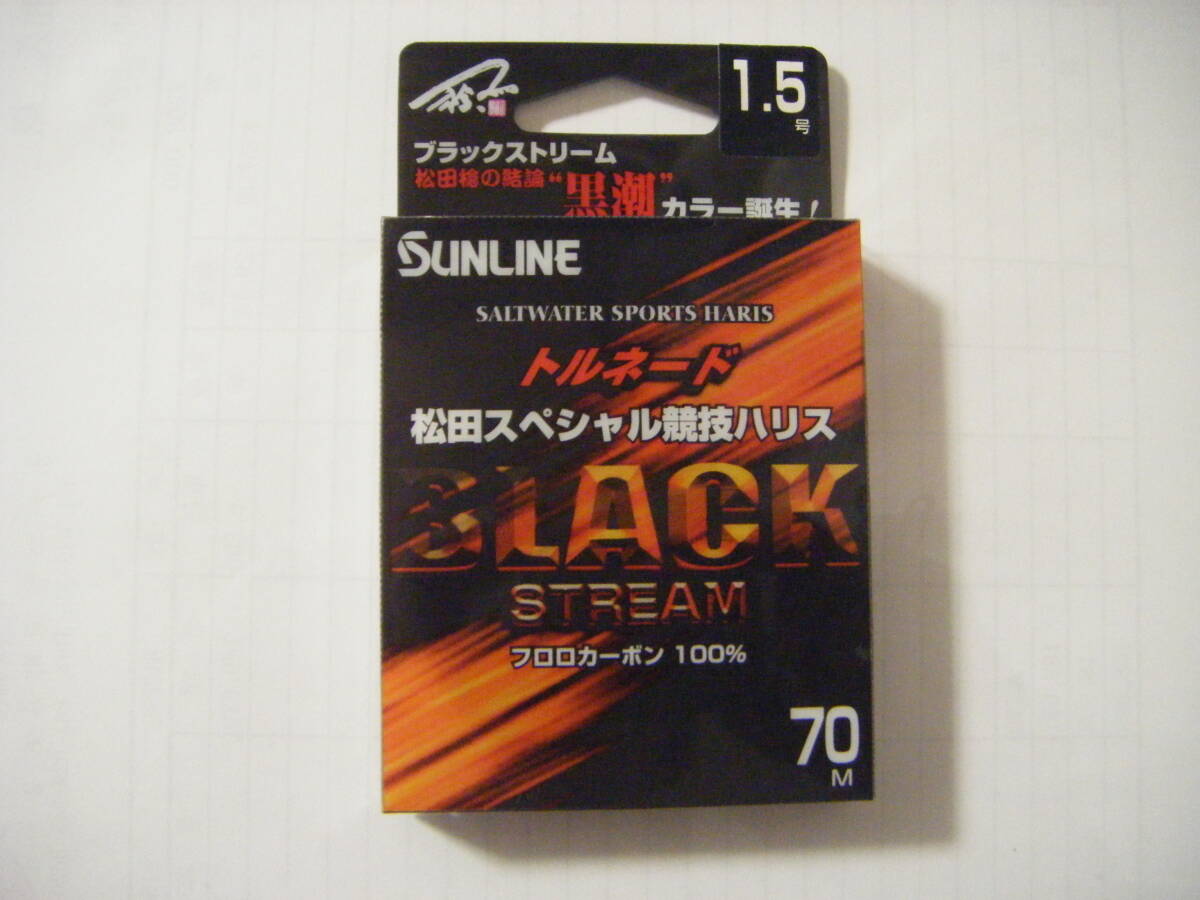 1.5
号
ブラックストリーム
松田稔の結論“黒潮”カラー誕生!
SUNLINE
SALTWATER SPORTS HARIS
トルネード
松田スペシャル競技ハリス
BLACK
STREAM
フロロカーボン 100%
70
M